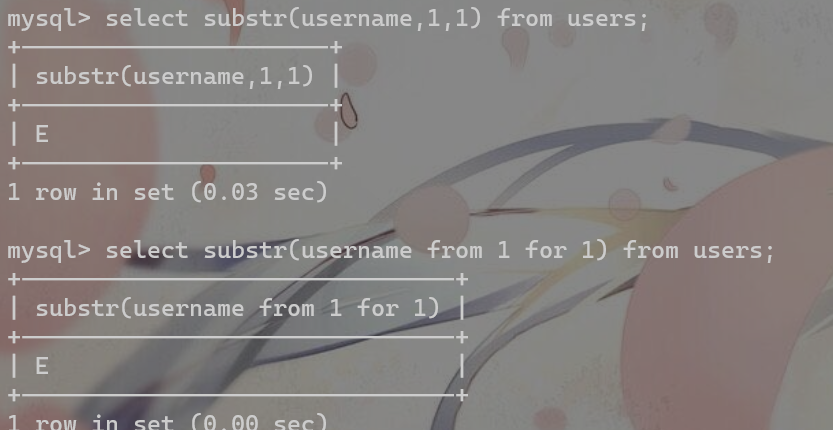 mysql> select substr(username,1,1) from users;
+----------------------+
| substr(username,1,1) |
+----------------------+
| E                    |
+----------------------+
1 row in set (0.03 sec)
mysql> select substr(username from 1 for 1) from users;
+-------------------------------+
| substr(username from 1 for 1) |
+-------------------------------+
| E                             |
+-------------------------------+
1 row in set (0.00 sec)